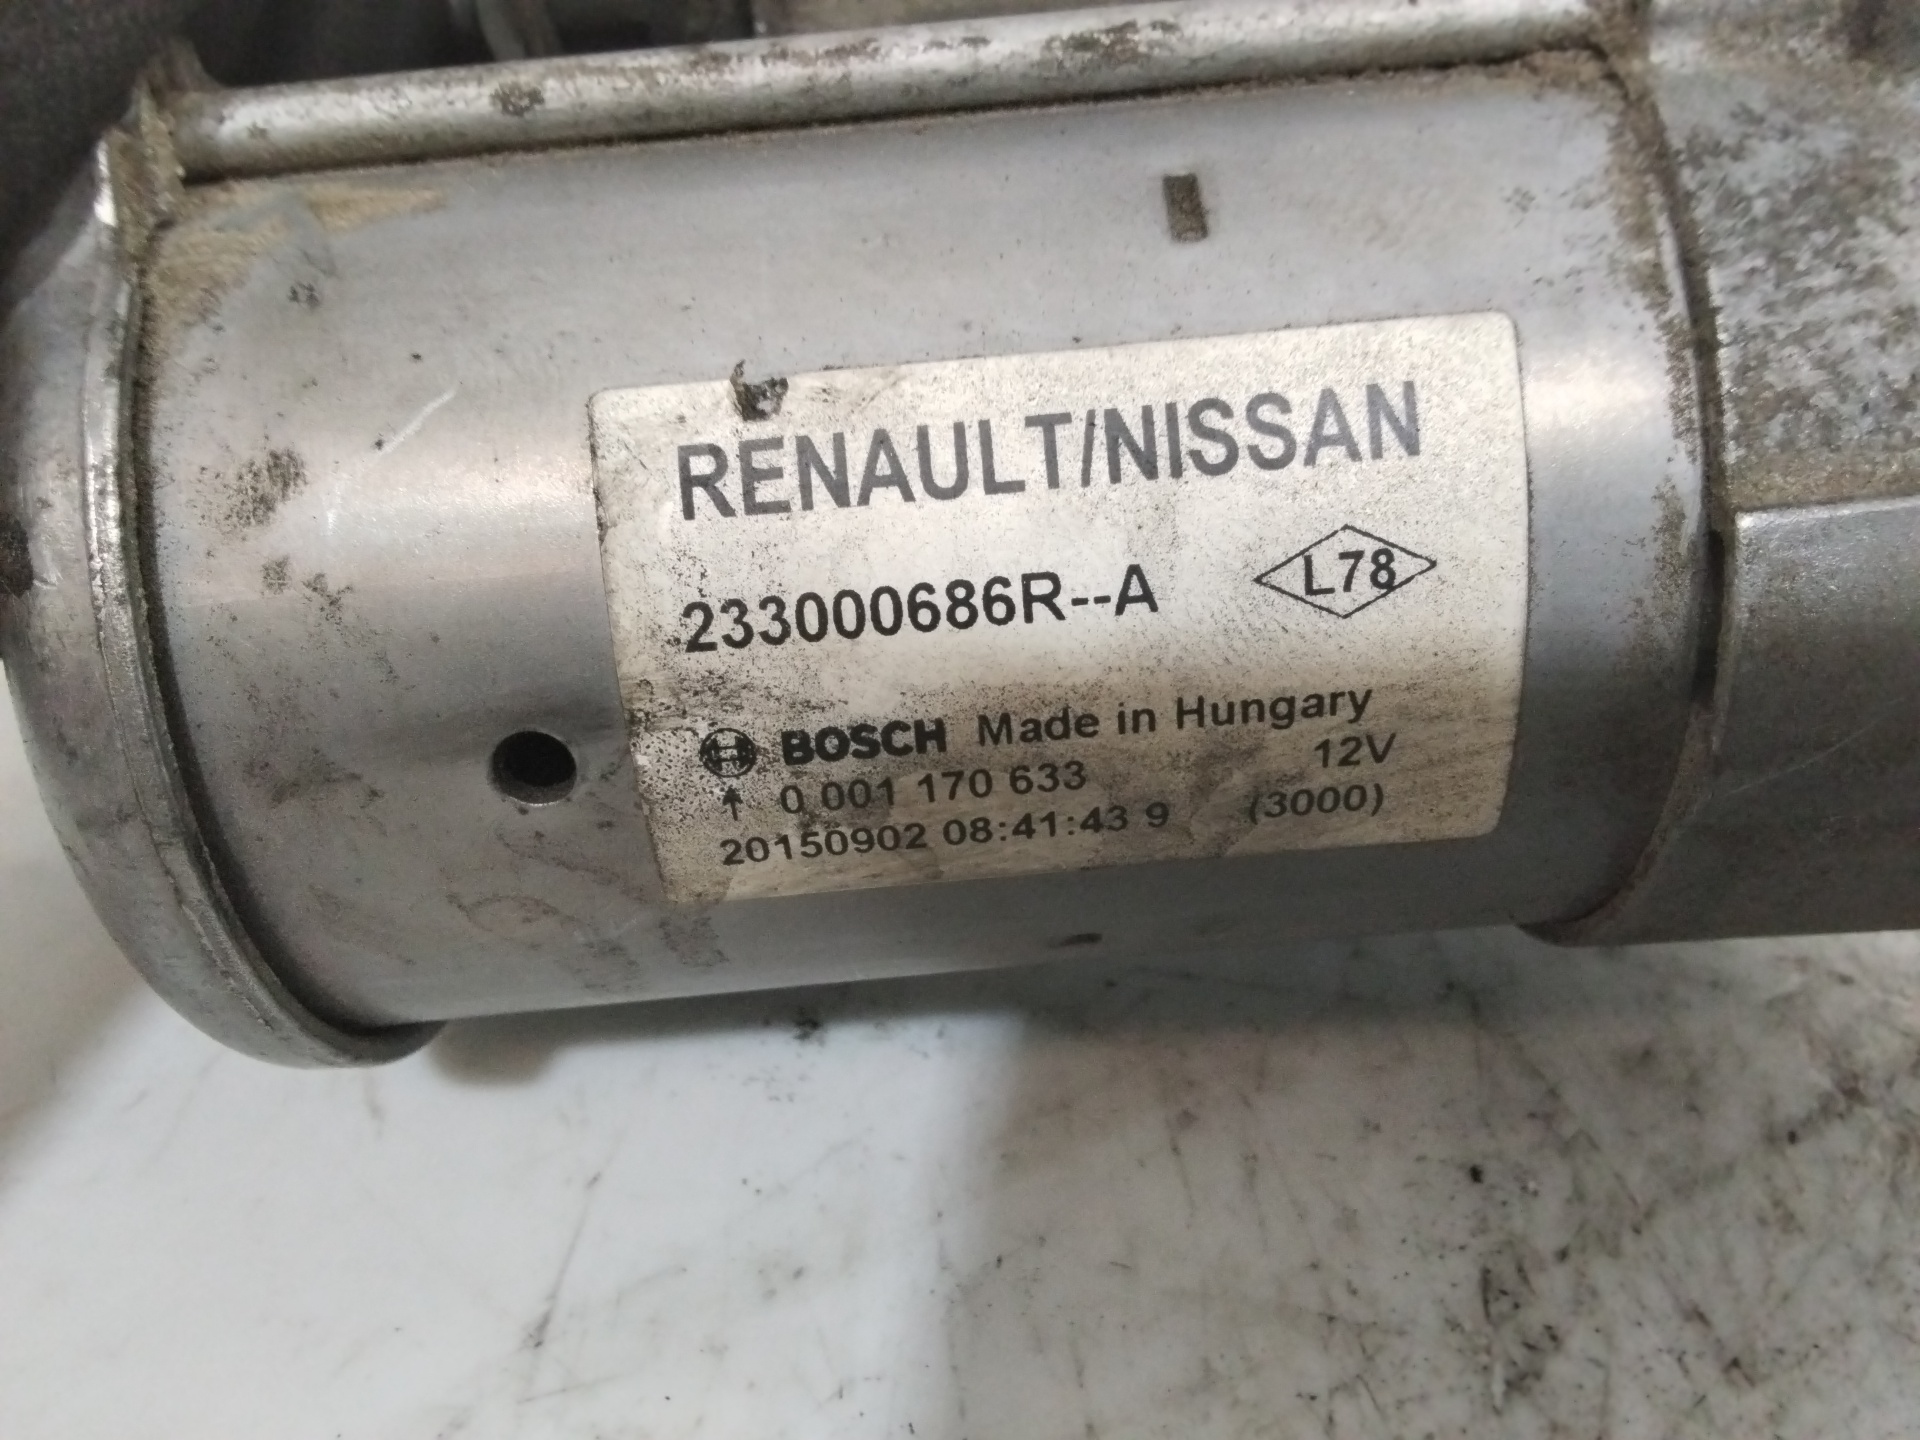 RENAULT/NISSAN
233000686R--A L78
BOSCH Made in Hungary
0 001 170 633 12V
20150902 08:41:43 9 (3000)